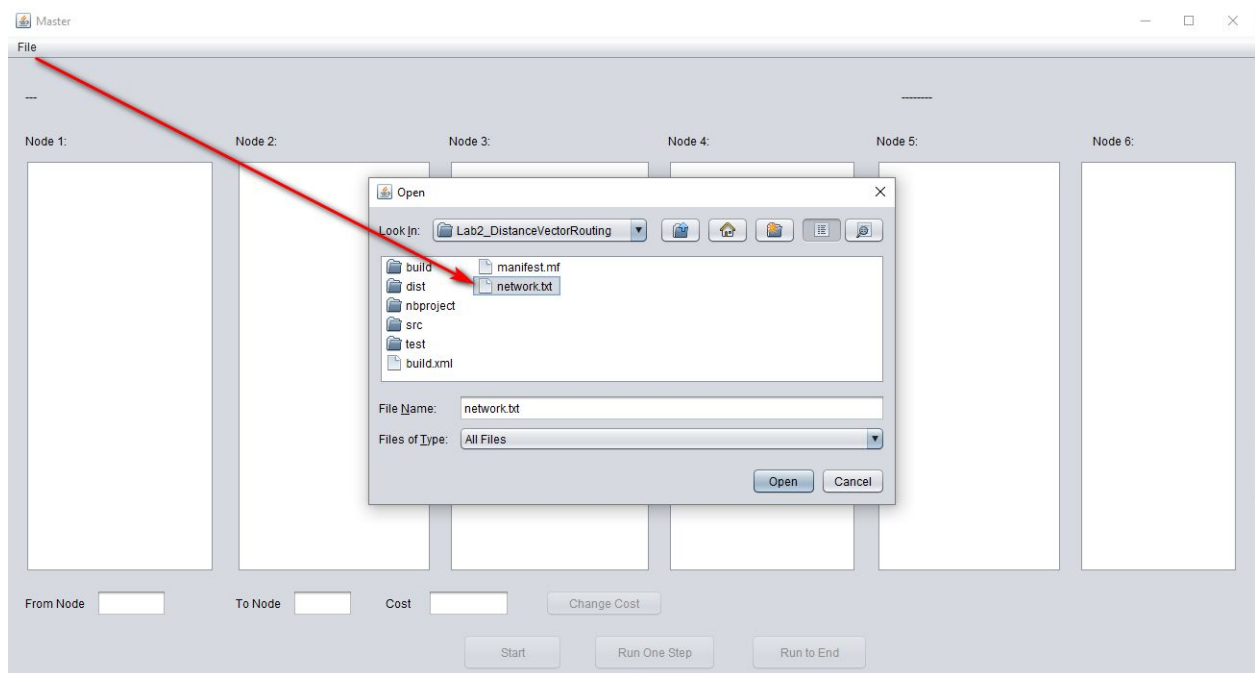 Master
File
---
--------
Node 1:
Node 2:
Node 3:
Node 4:
Node 5:
Node 6:
Open
Look In:
Lab2_DistanceVectorRouting
build
manifest.mf
dist
network.txt
nbproject
src
test
build.xml
File Name:
network.txt
Files of Type:
All Files
Open
Cancel
From Node
To Node
Cost
Change Cost
Start
Run One Step
Run to End